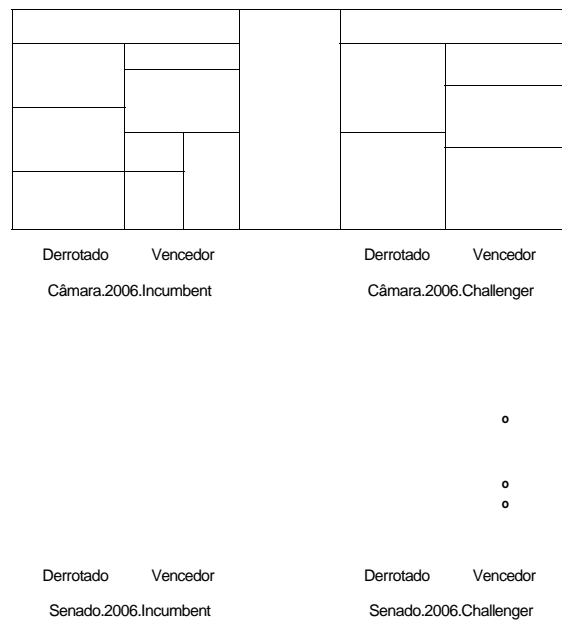 Derrotado Vencedor Derrotado Vencedor
Câmara.2006.Incumbent Câmara.2006.Challenger
Derrotado Vencedor Derrotado Vencedor
Senado.2006.Incumbent Senado.2006.Challenger